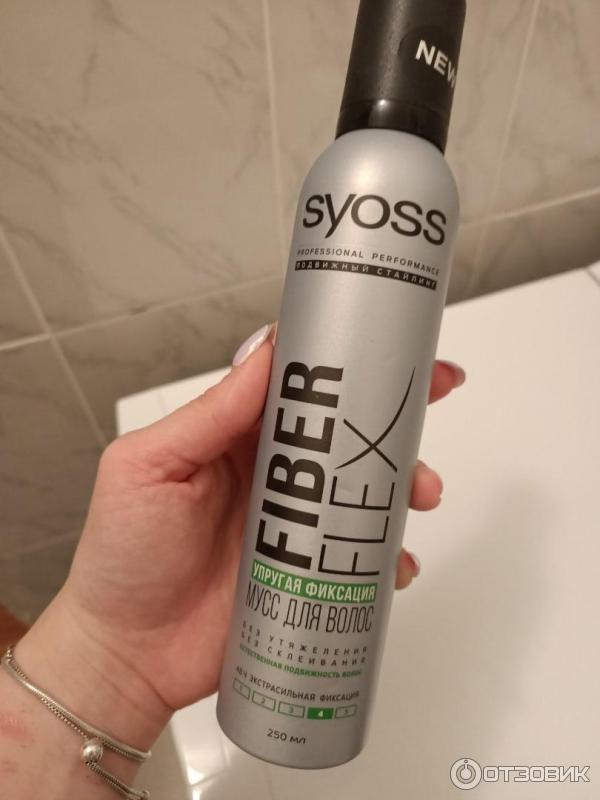 NEW
syoss
PROFESSIONAL PERFORMANCE
ПОДВИЖНЫЙ СТАЙЛИНГ
FIBER
FLEX
УПРУГАЯ ФИКСАЦИЯ
МУСС ДЛЯ ВОЛОС
БЕЗ УТЯЖЕЛЕНИЯ
БЕЗ СКЛЕИВАНИЯ
ЕСТЕСТВЕННАЯ ПОДВИЖНОСТЬ ВОЛОС
48Ч ЭКСТРАСИЛЬНАЯ ФИКСАЦИЯ
1 2 3 4 5
250 МЛ
ОТЗОВИК